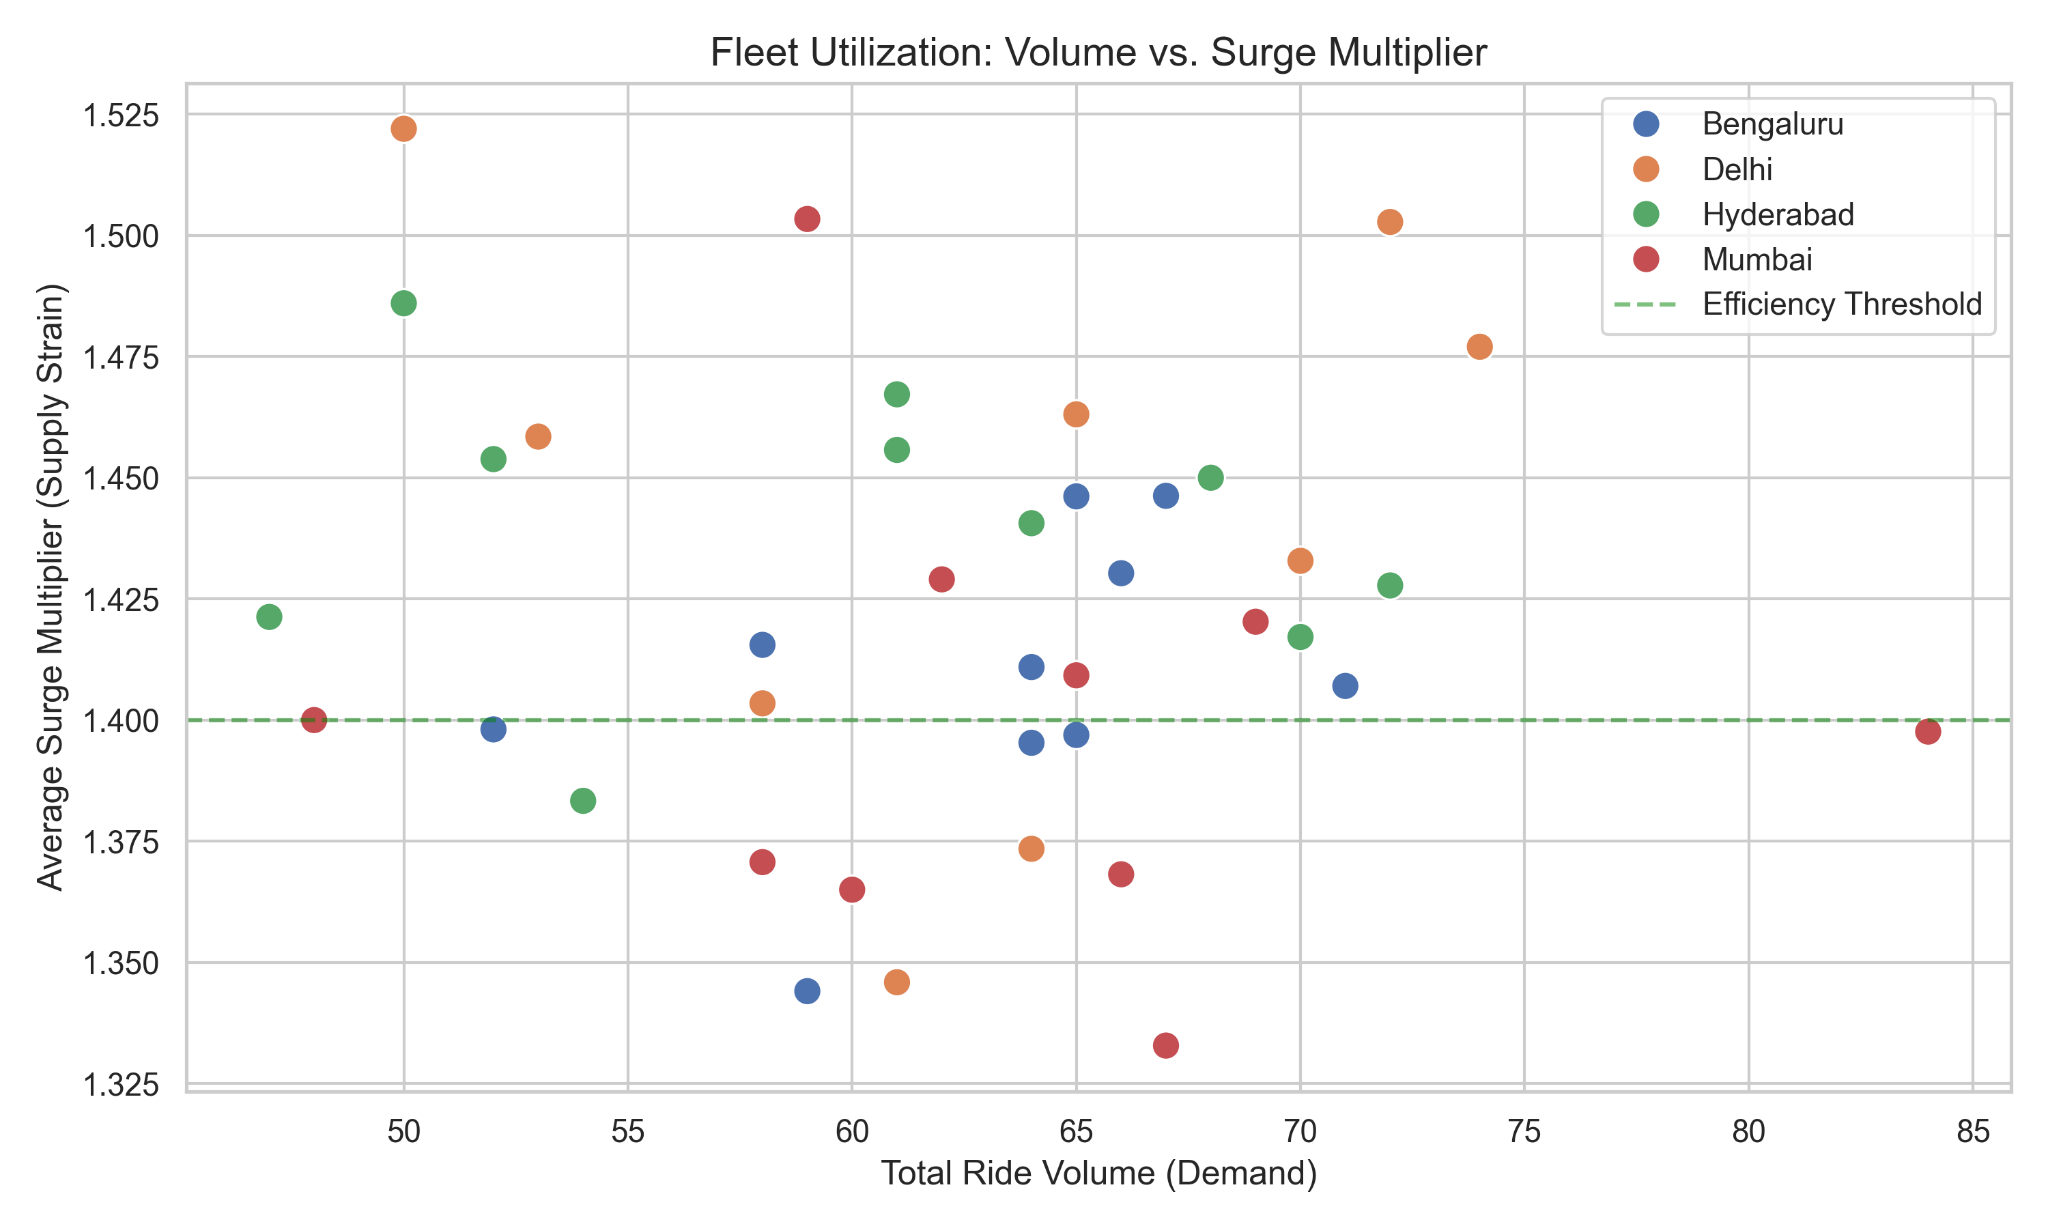 Fleet Utilization: Volume vs. Surge Multiplier
Bengaluru
Delhi
Hyderabad
Mumbai
Efficiency Threshold
Average Surge Multiplier (Supply Strain)
1.525
1.500
1.475
1.450
1.425
1.400
1.375
1.350
1.325
50 55 60 65 70 75 80 85
Total Ride Volume (Demand)